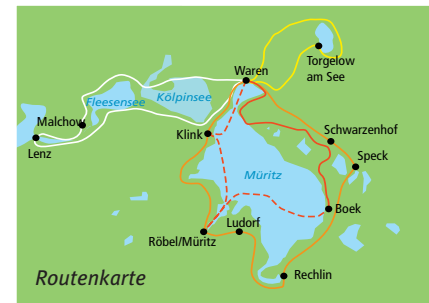 Torgelow
am See
Waren
Kölpinsee
Fleesensee
Malchow
Lenz
Klink
Schwarzenhof
Speck
Müritz
Boek
Ludorf
Röbel/Müritz
Rechlin
Routenkarte